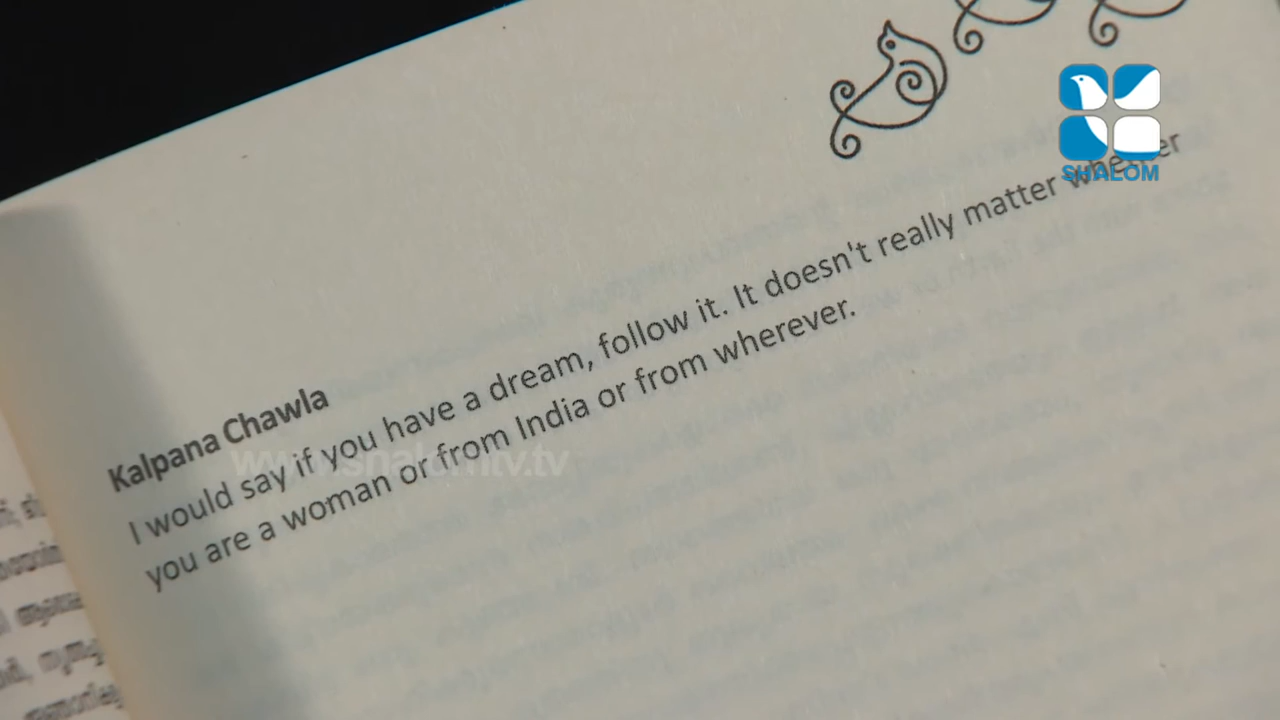 SHALOM
Kalpana Chawla
I would say if you have a dream, follow it. It doesn't really matter whether
you are a woman or from India or from wherever.
www.shalomtv.tv